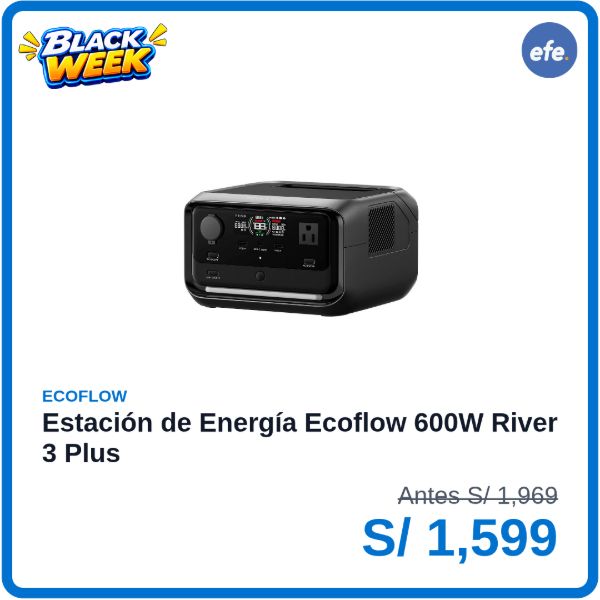 BLACK
WEEK
efe.
ECOFLOW
Estación de Energía Ecoflow 600W River
3 Plus
Antes S/ 1,969
S/ 1,599